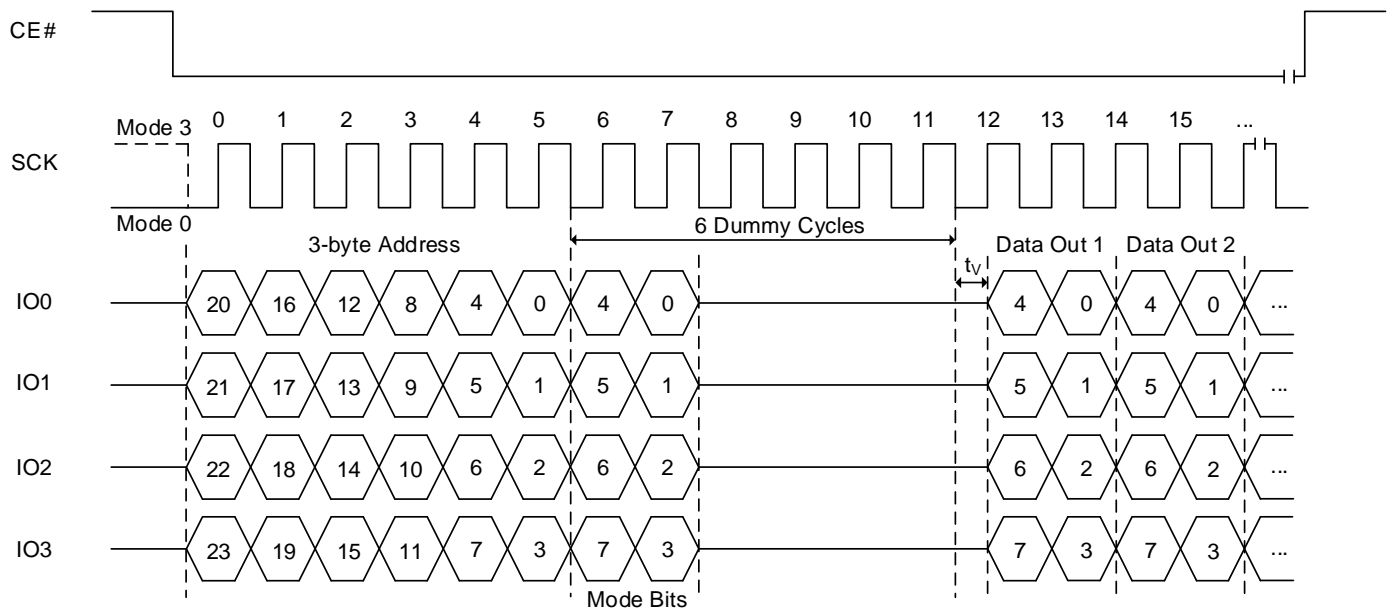 CE#
Mode 3 0 1 2 3 4 5 6 7 8 9 10 11 12 13 14 15 ...
SCK
Mode 0
3-byte Address 6 Dummy Cycles Data Out 1 Data Out 2
tV
IO0 20 16 12 8 4 0 4 0 4 0 4 0 ...
IO1 21 17 13 9 5 1 5 1 5 1 5 1 ...
IO2 22 18 14 10 6 2 6 2 6 2 6 2 ...
IO3 23 19 15 11 7 3 7 3 7 3 7 3 ...
Mode Bits